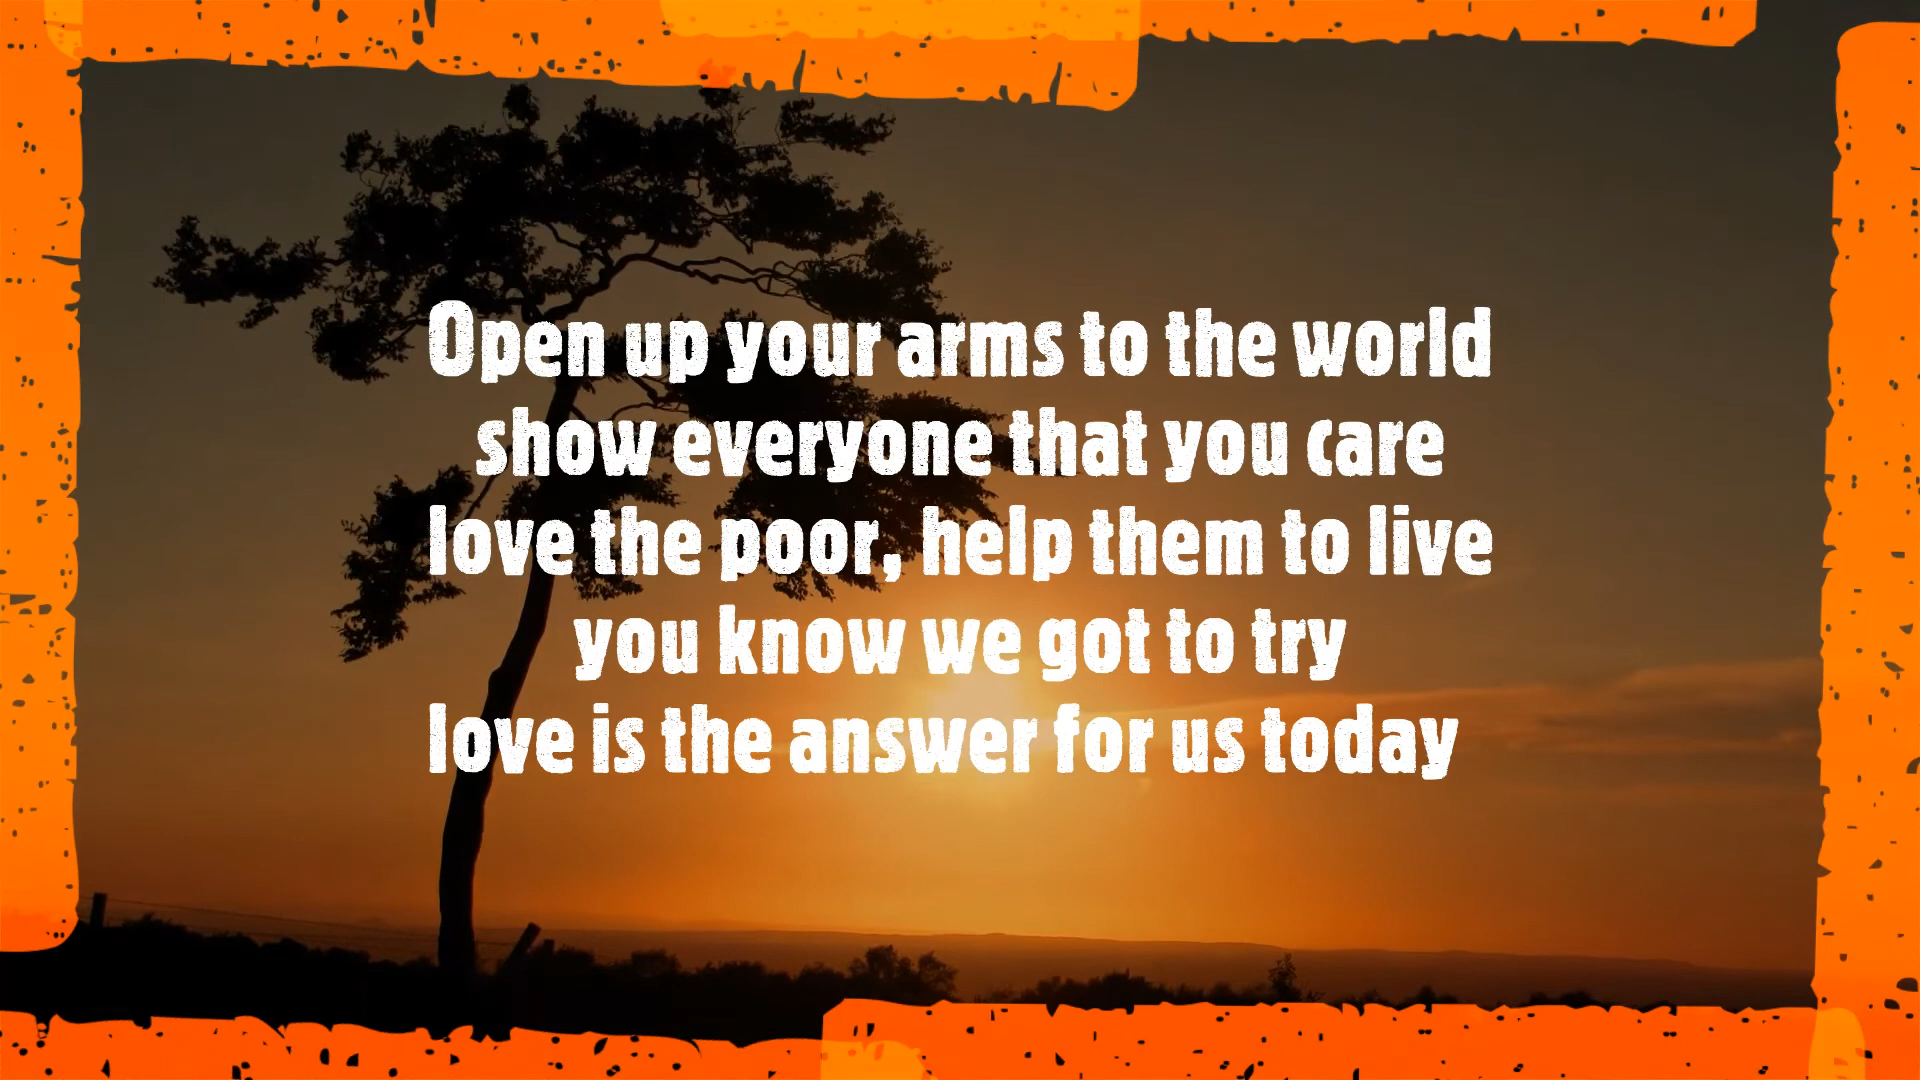 Open up your arms to the world
show everyone that you care
love the poor, help them to live
you know we got to try
love is the answer for us today